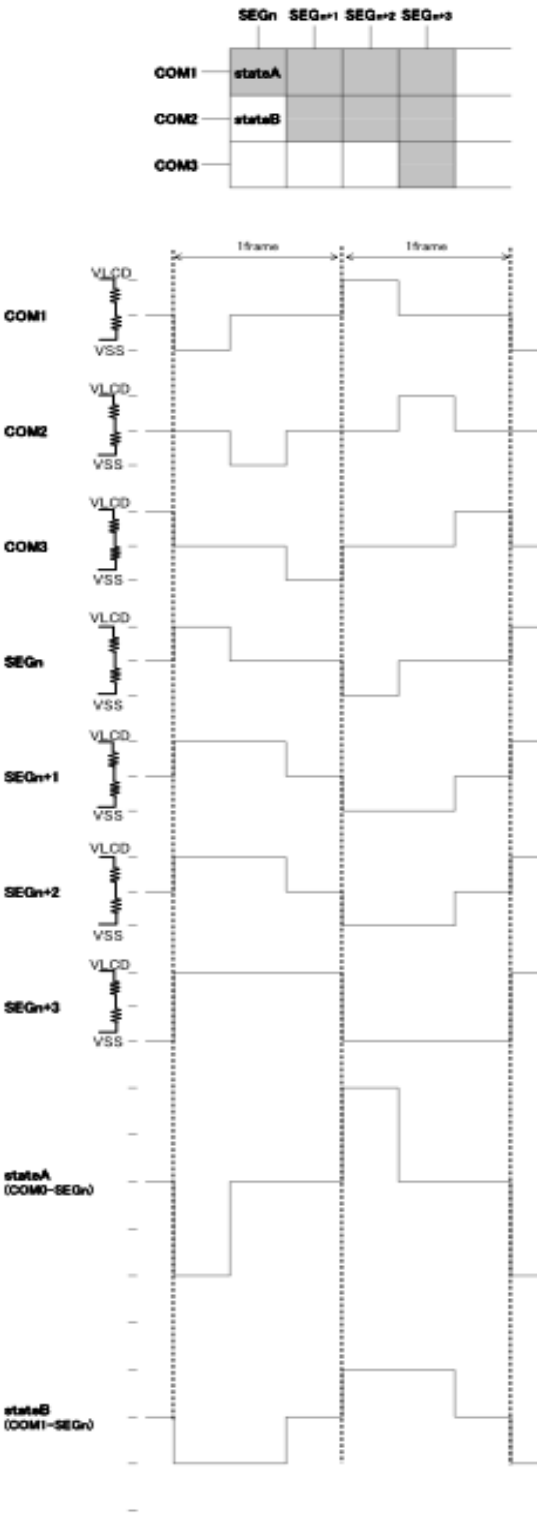 SEGn SEGn+1 SEGn+2 SEGn+3
COM1 stateA
COM2 stateB
COM3
1frame 1frame
VLCD
COM1
VSS
VLCD
COM2
VSS
VLCD
COM3
VSS
VLCD
SEGn
VSS
VLCD
SEGn+1
VSS
VLCD
SEGn+2
VSS
VLCD
SEGn+3
VSS
stateA
(COM0-SEGn)
stateB
(COM1-SEGn)